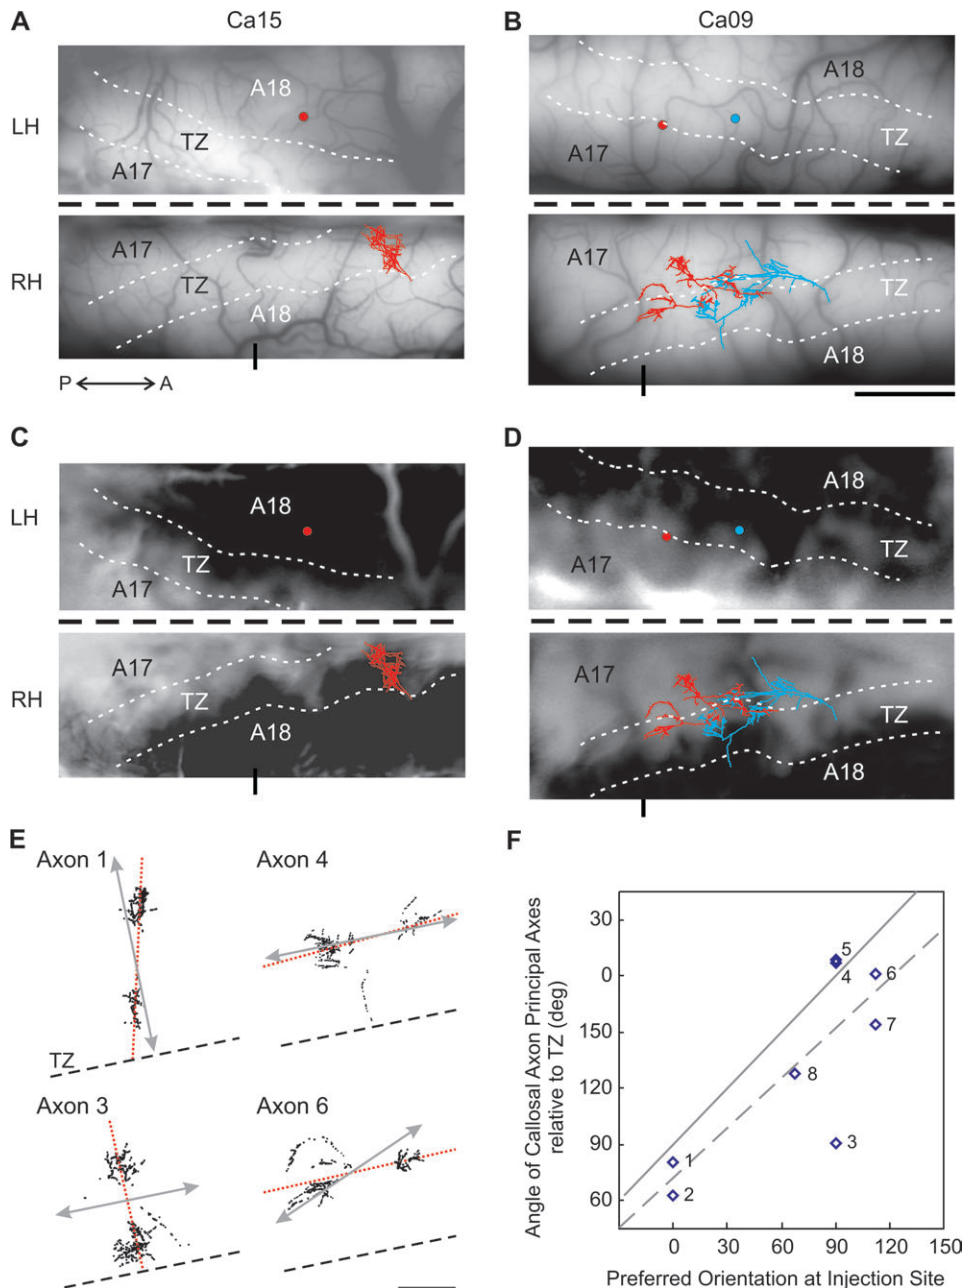 A
Ca15
LH
A18
TZ
A17
RH
A17
TZ
A18
P
A
B
Ca09
A18
TZ
A17
A17
TZ
A18
C
LH
A18
TZ
A17
RH
A17
TZ
A18
D
A18
TZ
A17
A17
TZ
A18
E
Axon 1
Axon 4
TZ
Axon 3
Axon 6
F
Angle of Callosal Axon Principal Axes
relative to TZ (deg)
30
0
150
120
90
60
5
4
6
7
8
3
1
2
0 30 60 90 120 150
Preferred Orientation at Injection Site